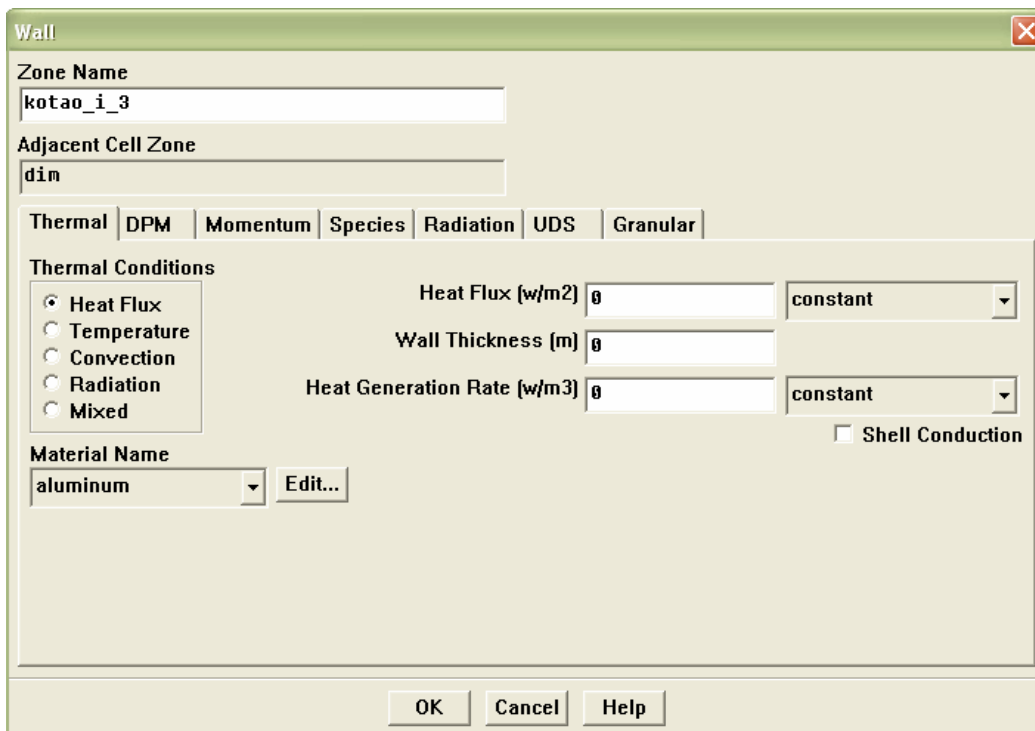 Wall
Zone Name
kotao_i_3
Adjacent Cell Zone
dim
Thermal DPM Momentum Species Radiation UDS Granular
Thermal Conditions
Heat Flux
Temperature
Convection
Radiation
Mixed
Heat Flux (w/m2) 0 constant
Wall Thickness (m) 0
Heat Generation Rate (w/m3) 0 constant
Shell Conduction
Material Name
aluminum Edit...
OK Cancel Help